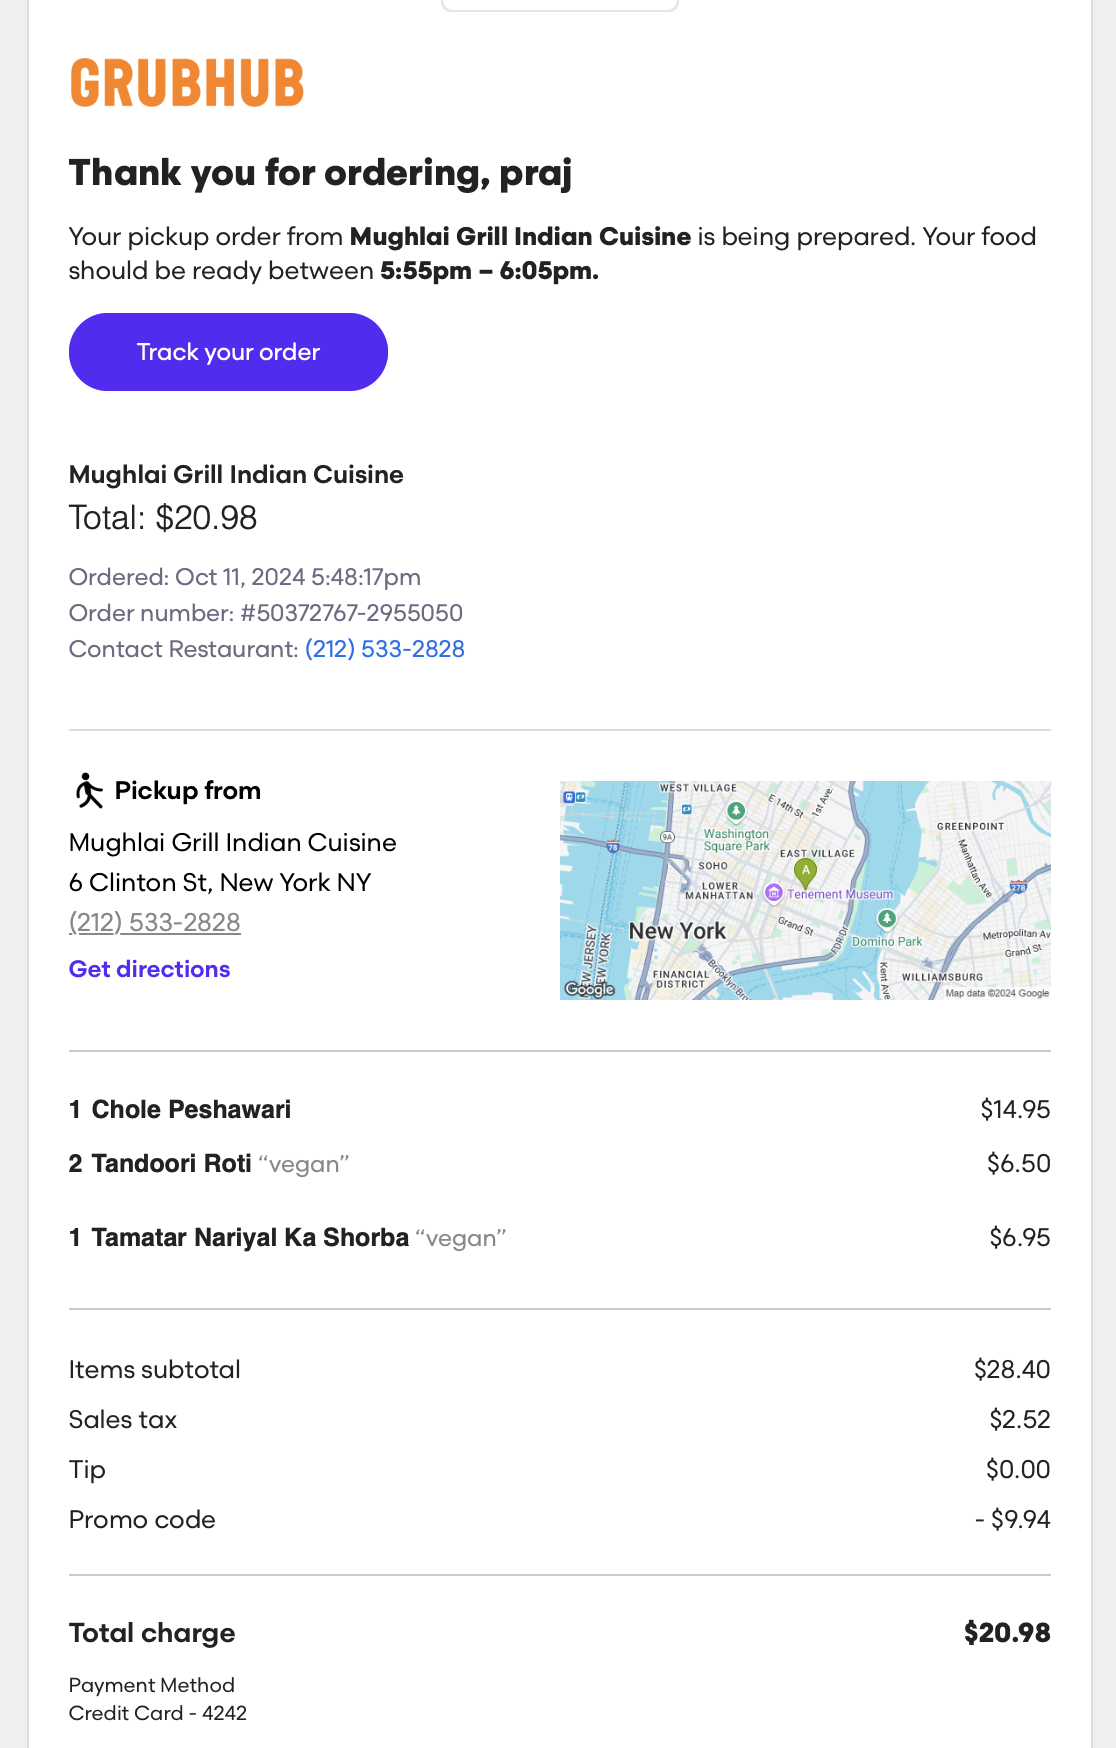 GRUBHUB
Thank you for ordering, praj
Your pickup order from Mughlai Grill Indian Cuisine is being prepared. Your food
should be ready between 5:55pm – 6:05pm.
Track your order
Mughlai Grill Indian Cuisine
Total: $20.98
Ordered: Oct 11, 2024 5:48:17pm
Order number: #50372767-2955050
Contact Restaurant: (212) 533-2828
Pickup from
Mughlai Grill Indian Cuisine
6 Clinton St, New York NY
(212) 533-2828
Get directions
WEST VILLAGE
E 14th St
1st Ave.
GREENPOINT
9A
Washington
Square Park
78
EAST VILLAGE
Manhattan Ave
SOHO
A
LOWER
MANHATTAN
Tenement Museum
278
Grand St
New York
Domino Park
Metropolitan Av
Grand St
FDR Dr
NEW JERSEY
NEW YORK
FINANCIAL
DISTRICT
Brooklyn Bro
Kent Ave
WILLIAMSBURG
Google
Map data ©2024 Google
1 Chole Peshawari $14.95
2 Tandoori Roti “vegan” $6.50
1 Tamatar Nariyal Ka Shorba “vegan” $6.95
Items subtotal $28.40
Sales tax $2.52
Tip $0.00
Promo code - $9.94
Total charge $20.98
Payment Method
Credit Card - 4242